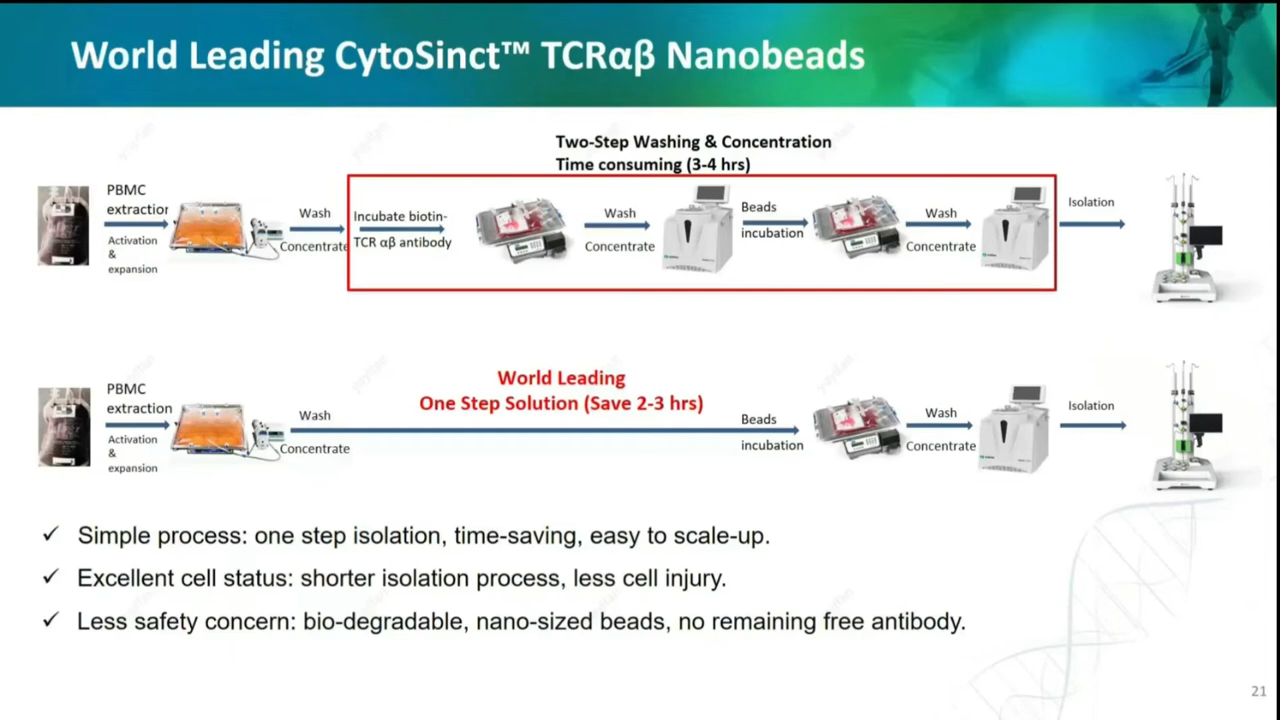 World Leading CytoSinct™ TCRαβ Nanobeads
Two-Step Washing & Concentration
Time consuming (3-4 hrs)
PBMC
extraction
Activation
&
expansion
Wash
Concentrate
Incubate biotin-
TCR αβ antibody
Wash
Concentrate
Beads
incubation
Wash
Concentrate
Isolation
World Leading
One Step Solution (Save 2-3 hrs)
PBMC
extraction
Activation
&
expansion
Wash
Concentrate
Beads
incubation
Wash
Concentrate
Isolation
✓ Simple process: one step isolation, time-saving, easy to scale-up.
✓ Excellent cell status: shorter isolation process, less cell injury.
✓ Less safety concern: bio-degradable, nano-sized beads, no remaining free antibody.
21